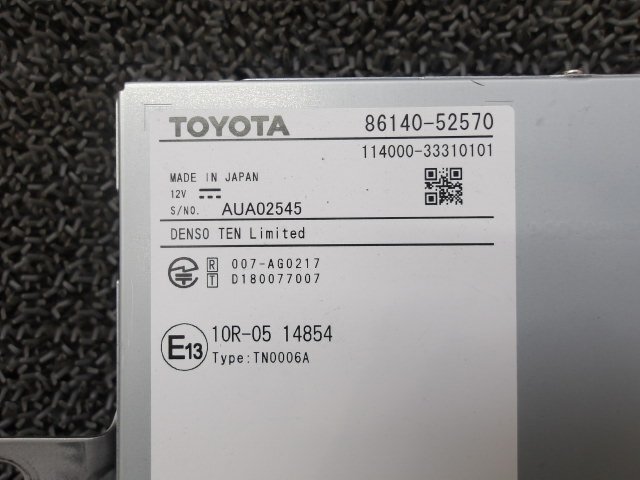 TOYOTA 86140-52570
114000-33310101
MADE IN JAPAN
12V
S/NO. AUA02545
DENSO TEN Limited
R 007-AG0217
T D180077007
E13 10R-05 14854
Type:TN0006A